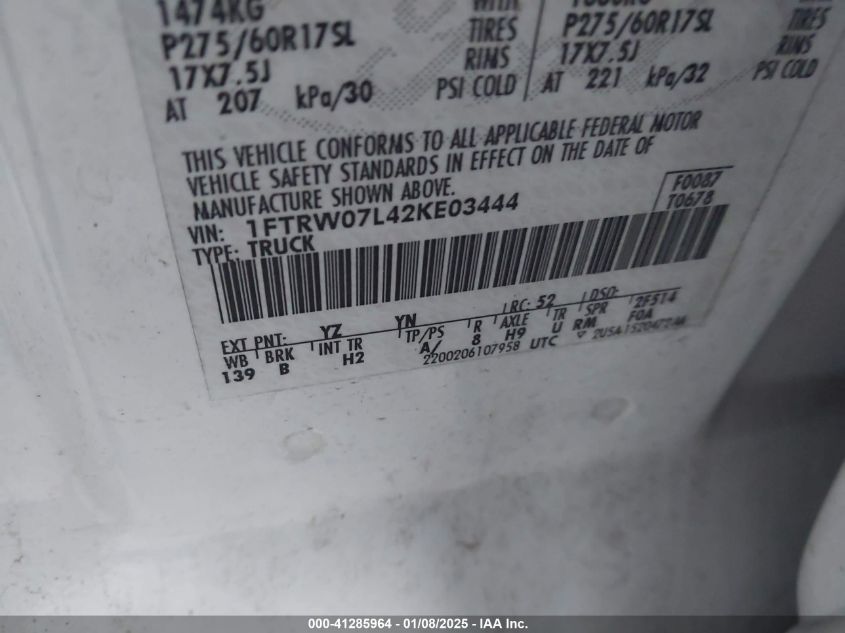 1474KG
P275/60R17SL TIRES P275/60R17SL TIRES
17X7.5J RIMS 17X7.5J RIMS
AT 207 kPa/30 PSI COLD AT 221 kPa/32 PSI COLD
THIS VEHICLE CONFORMS TO ALL APPLICABLE FEDERAL MOTOR
VEHICLE SAFETY STANDARDS IN EFFECT ON THE DATE OF
MANUFACTURE SHOWN ABOVE.
F0087
VIN: 1FTRW07L42KE03444 T0678
TYPE: TRUCK
EXT PNT: YZ YN RC: 52 DSO: 2F514
WB BRK INT TR TP/PS R AXLE TR SPR F0A
139 B H2 A/ 8 H9 U RM
2200206107958 UTC
000-41285964 | 01/08/2025 - IAA Inc.